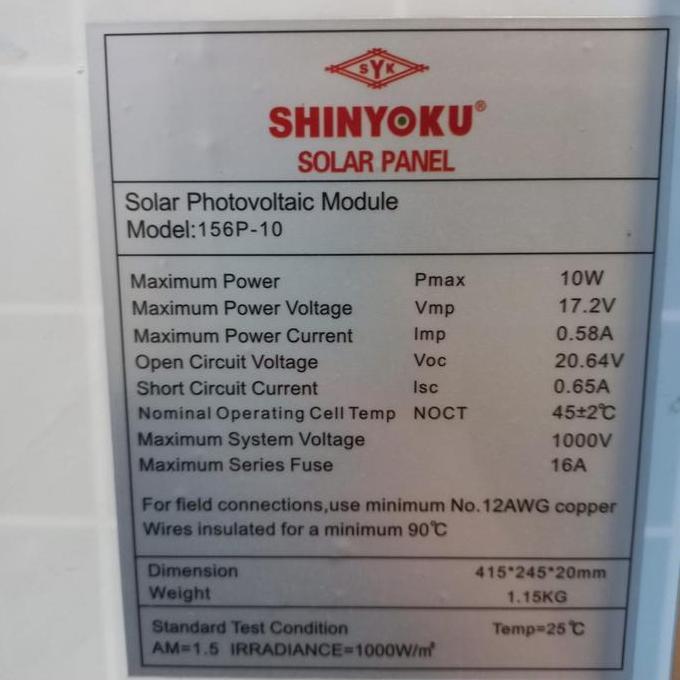 SYK
SHINYOKU®
SOLAR PANEL
Solar Photovoltaic Module
Model:156P-10
Maximum Power Pmax 10W
Maximum Power Voltage Vmp 17.2V
Maximum Power Current Imp 0.58A
Open Circuit Voltage Voc 20.64V
Short Circuit Current Isc 0.65A
Nominal Operating Cell Temp NOCT 45±2℃
Maximum System Voltage 1000V
Maximum Series Fuse 16A
For field connections,use minimum No.12AWG copper
Wires insulated for a minimum 90℃
Dimension 415*245*20mm
Weight 1.15KG
Standard Test Condition Temp=25℃
AM=1.5 IRRADIANCE=1000W/㎡